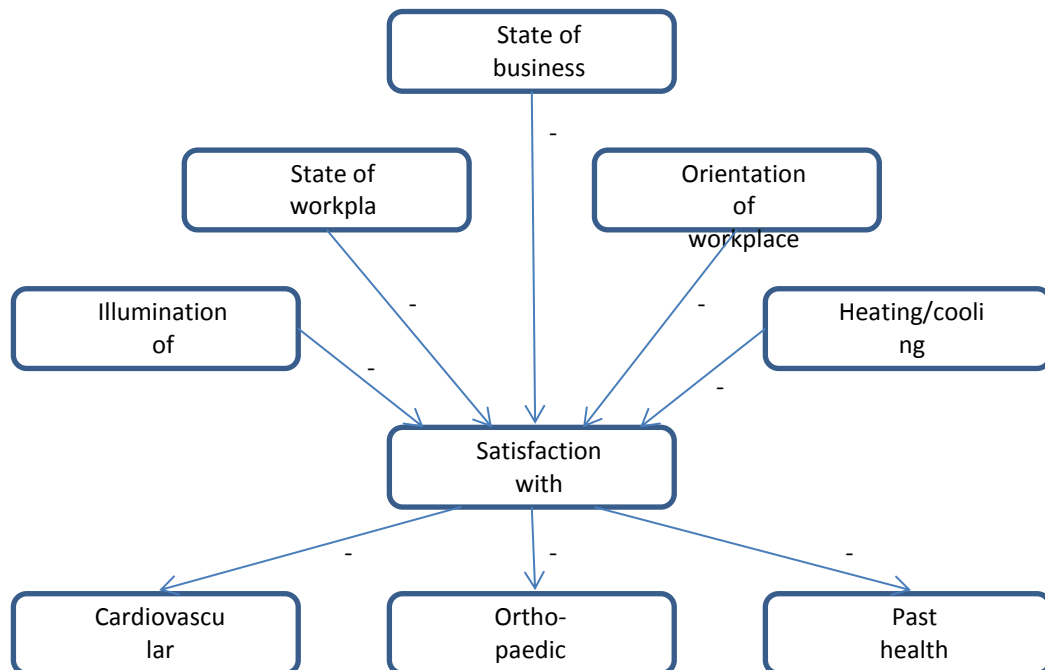 State of
business
-
State of
workpla
Orientation
of
workplace
-
-
Illumination
of
Heating/cooli
ng
-
-
Satisfaction
with
-
-
-
Cardiovascu
lar
Ortho-
paedic
Past
health